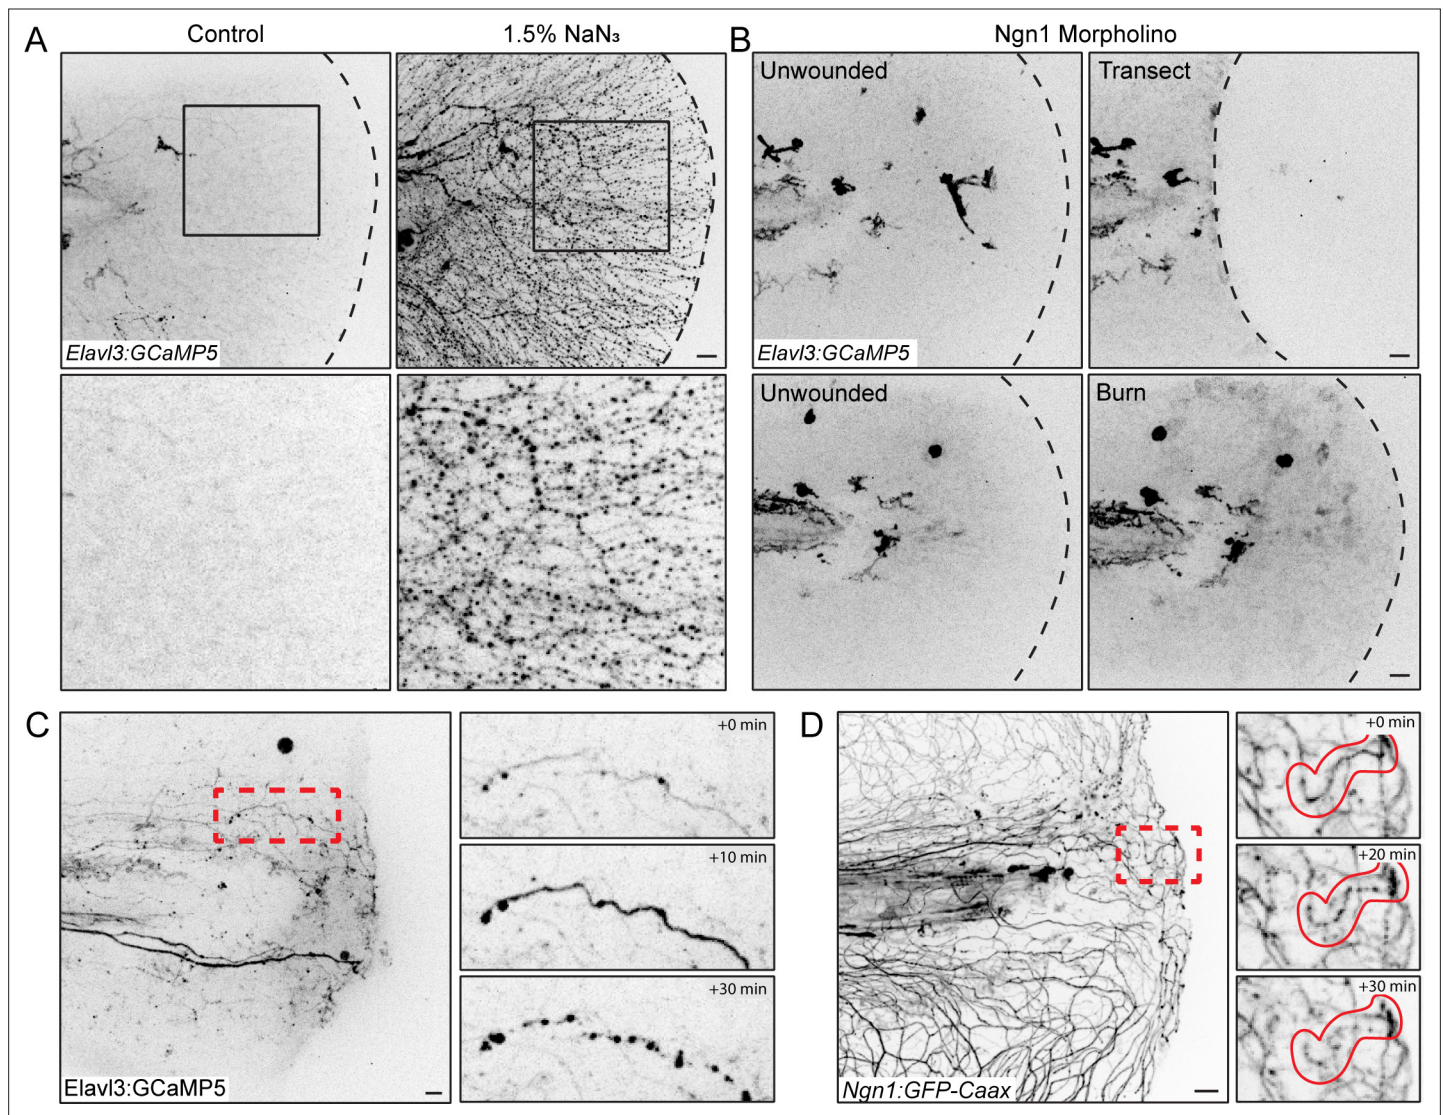 A
Control
1.5% NaN₃
B
Ngn1 Morpholino
Unwounded
Transect
Elavl3:GCaMP5
Elavl3:GCaMP5
Unwounded
Burn
C
+0 min
+10 min
+30 min
Elavl3:GCaMP5
D
+0 min
+20 min
+30 min
Ngn1:GFP-Caax